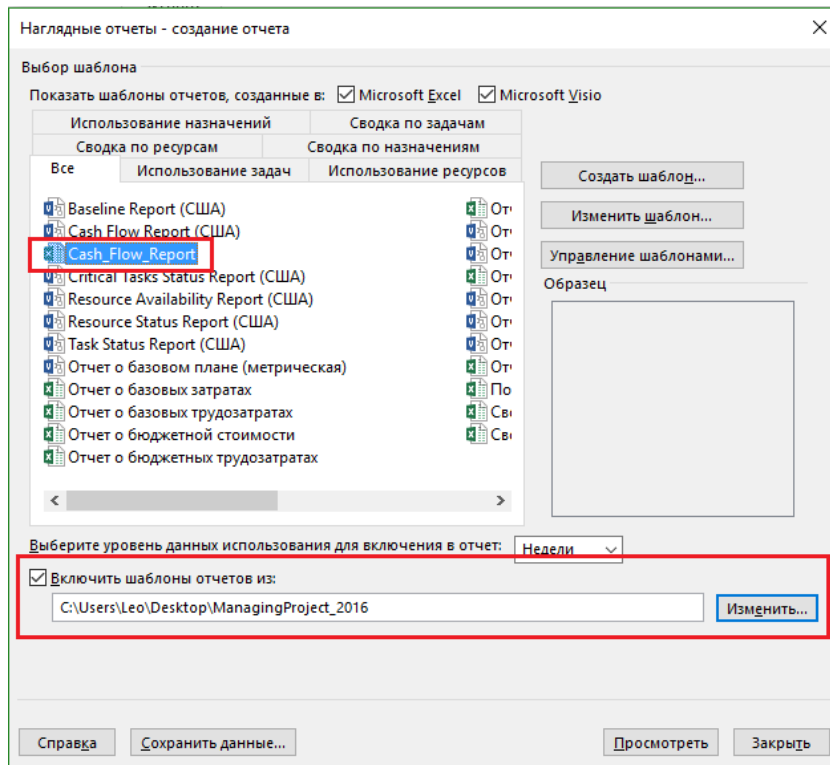 Наглядные отчеты - создание отчета
Выбор шаблона
Показать шаблоны отчетов, созданные в: Microsoft Excel Microsoft Visio
Использование назначений Сводка по задачам
Сводка по ресурсам Сводка по назначениям
Все Использование задач Использование ресурсов
Baseline Report (США)
Cash Flow Report (США)
Cash_Flow_Report
Critical Tasks Status Report (США)
Resource Availability Report (США)
Resource Status Report (США)
Task Status Report (США)
Отчет о базовом плане (метрическая)
Отчет о базовых затратах
Отчет о базовых трудозатратах
Отчет о бюджетной стоимости
Отчет о бюджетных трудозатратах
Создать шаблон...
Изменить шаблон...
Управление шаблонами...
Образец
Выберите уровень данных использования для включения в отчет: Недели
Включить шаблоны отчетов из:
C:\Users\Leo\Desktop\ManagingProject_2016 Изменить...
Справка Сохранить данные... Просмотреть Закрыть